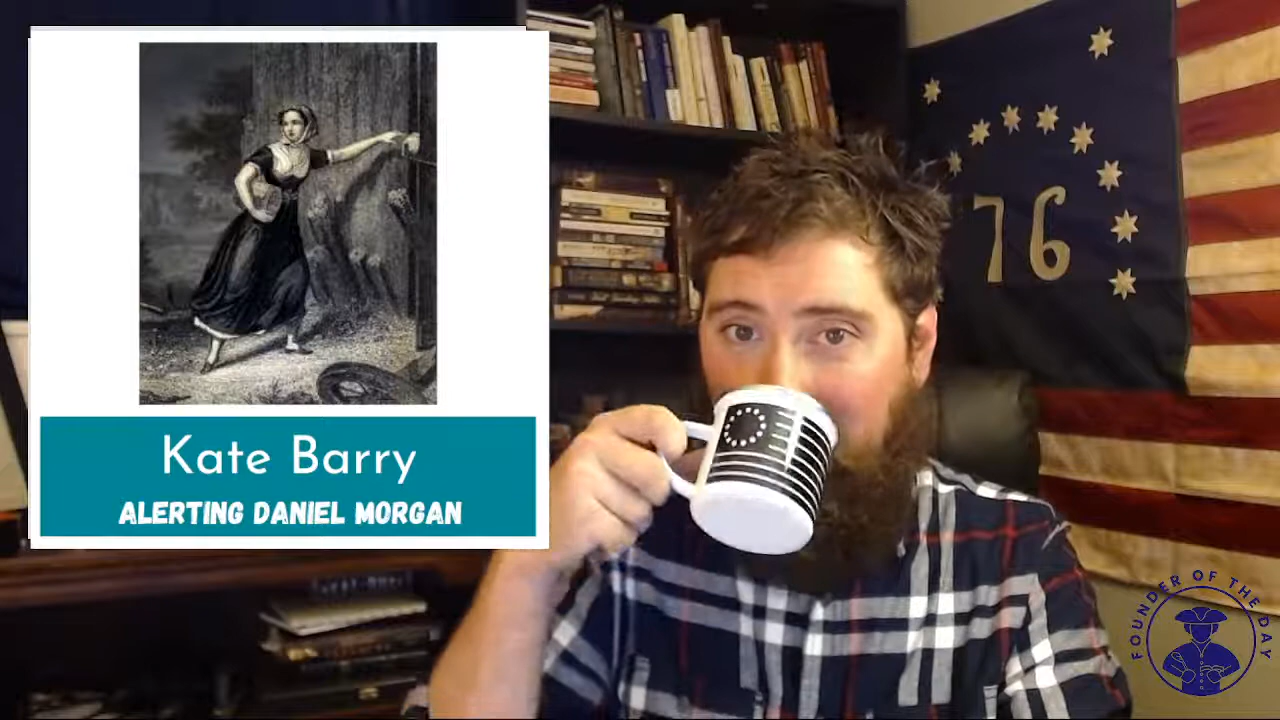 Kate Barry
ALERTING DANIEL MORGAN
76
FOUNDER OF THE DAY